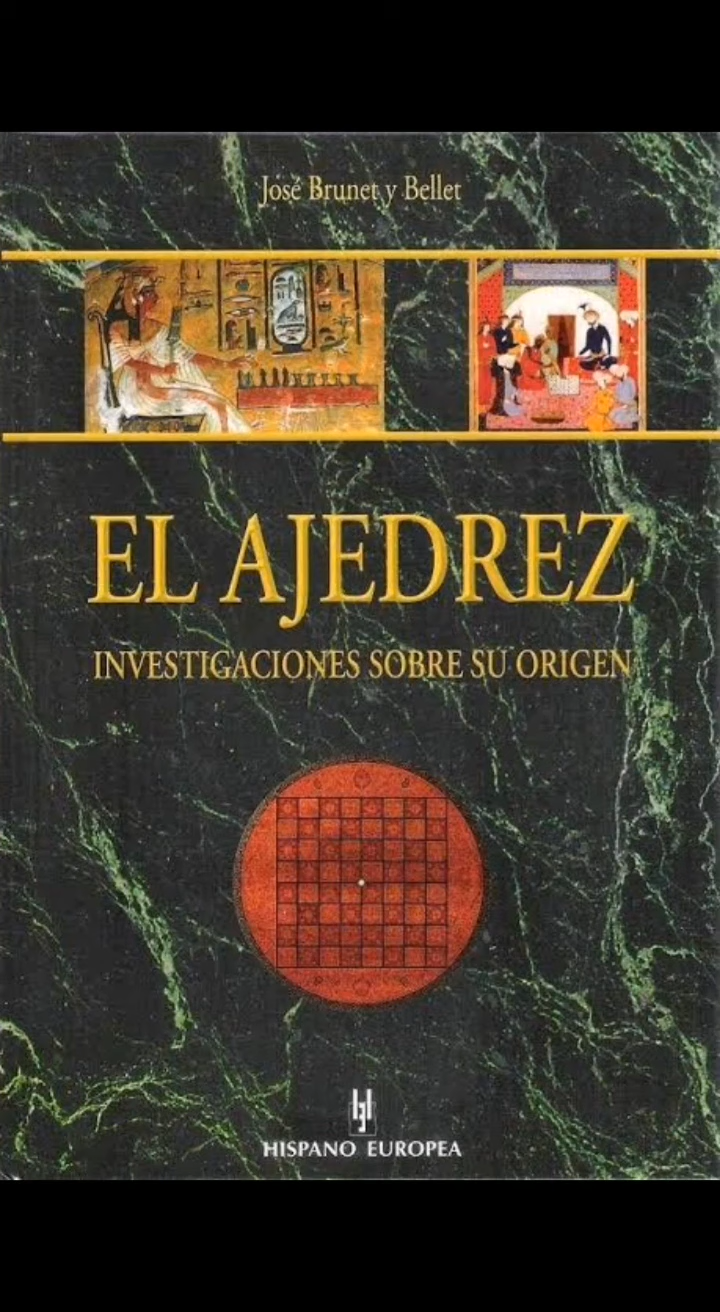 José Brunet y Bellet
EL AJEDREZ
INVESTIGACIONES SOBRE SU ORIGEN
HISPANO EUROPEA